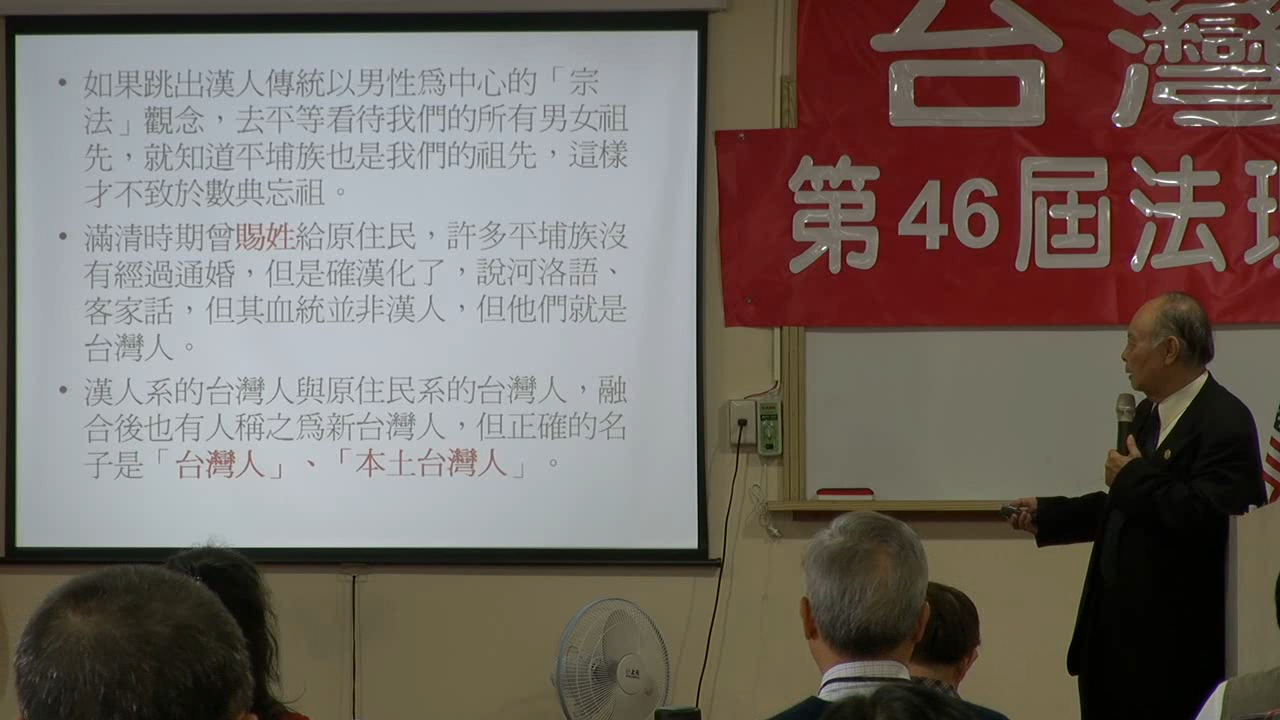 • 如果跳出漢人傳統以男性為中心的「宗
法」觀念，去平等看待我們的所有男女祖
先，就知道平埔族也是我們的祖先，這樣
才不致於數典忘祖。
• 滿清時期曾賜姓給原住民，許多平埔族沒
有經過通婚，但是確漢化了，說河洛語、
客家話，但其血統並非漢人，但他們就是
台灣人。
• 漢人系的台灣人與原住民系的台灣人，融
合後也有人稱之為新台灣人，但正確的名
子是「台灣人」、「本土台灣人」。
台灣
第46屆法理